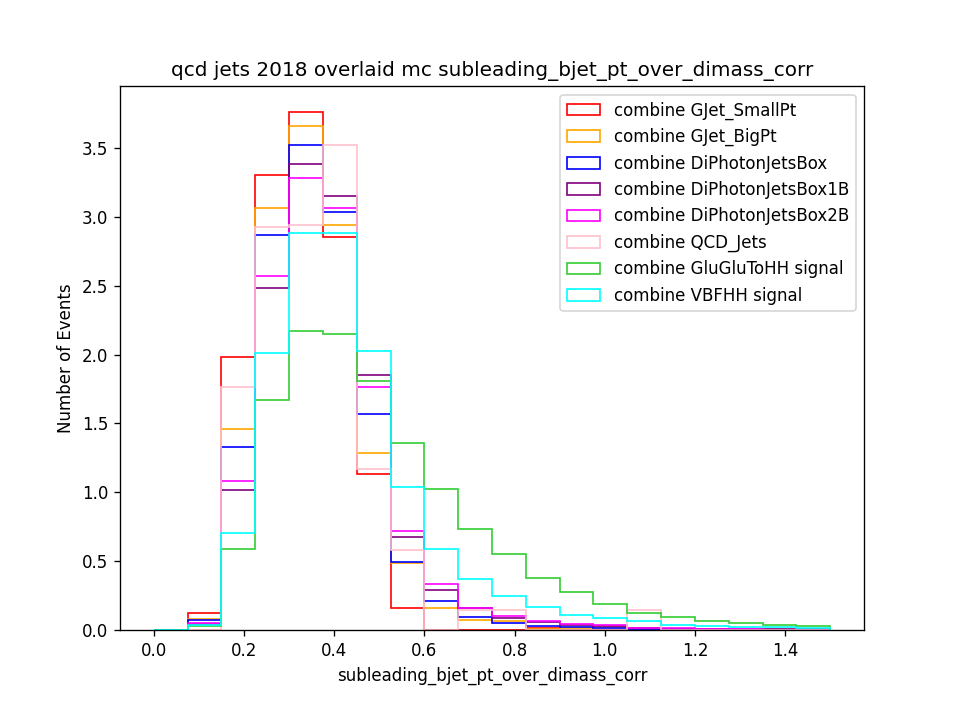 qcd jets 2018 overlaid mc subleading_bjet_pt_over_dimass_corr
combine GJet_SmallPt
combine GJet_BigPt
combine DiPhotonJetsBox
combine DiPhotonJetsBox1B
combine DiPhotonJetsBox2B
combine QCD_Jets
combine GluGluToHH signal
combine VBFHH signal
Number of Events
3.5
3.0
2.5
2.0
1.5
1.0
0.5
0.0
0.0 0.2 0.4 0.6 0.8 1.0 1.2 1.4
subleading_bjet_pt_over_dimass_corr